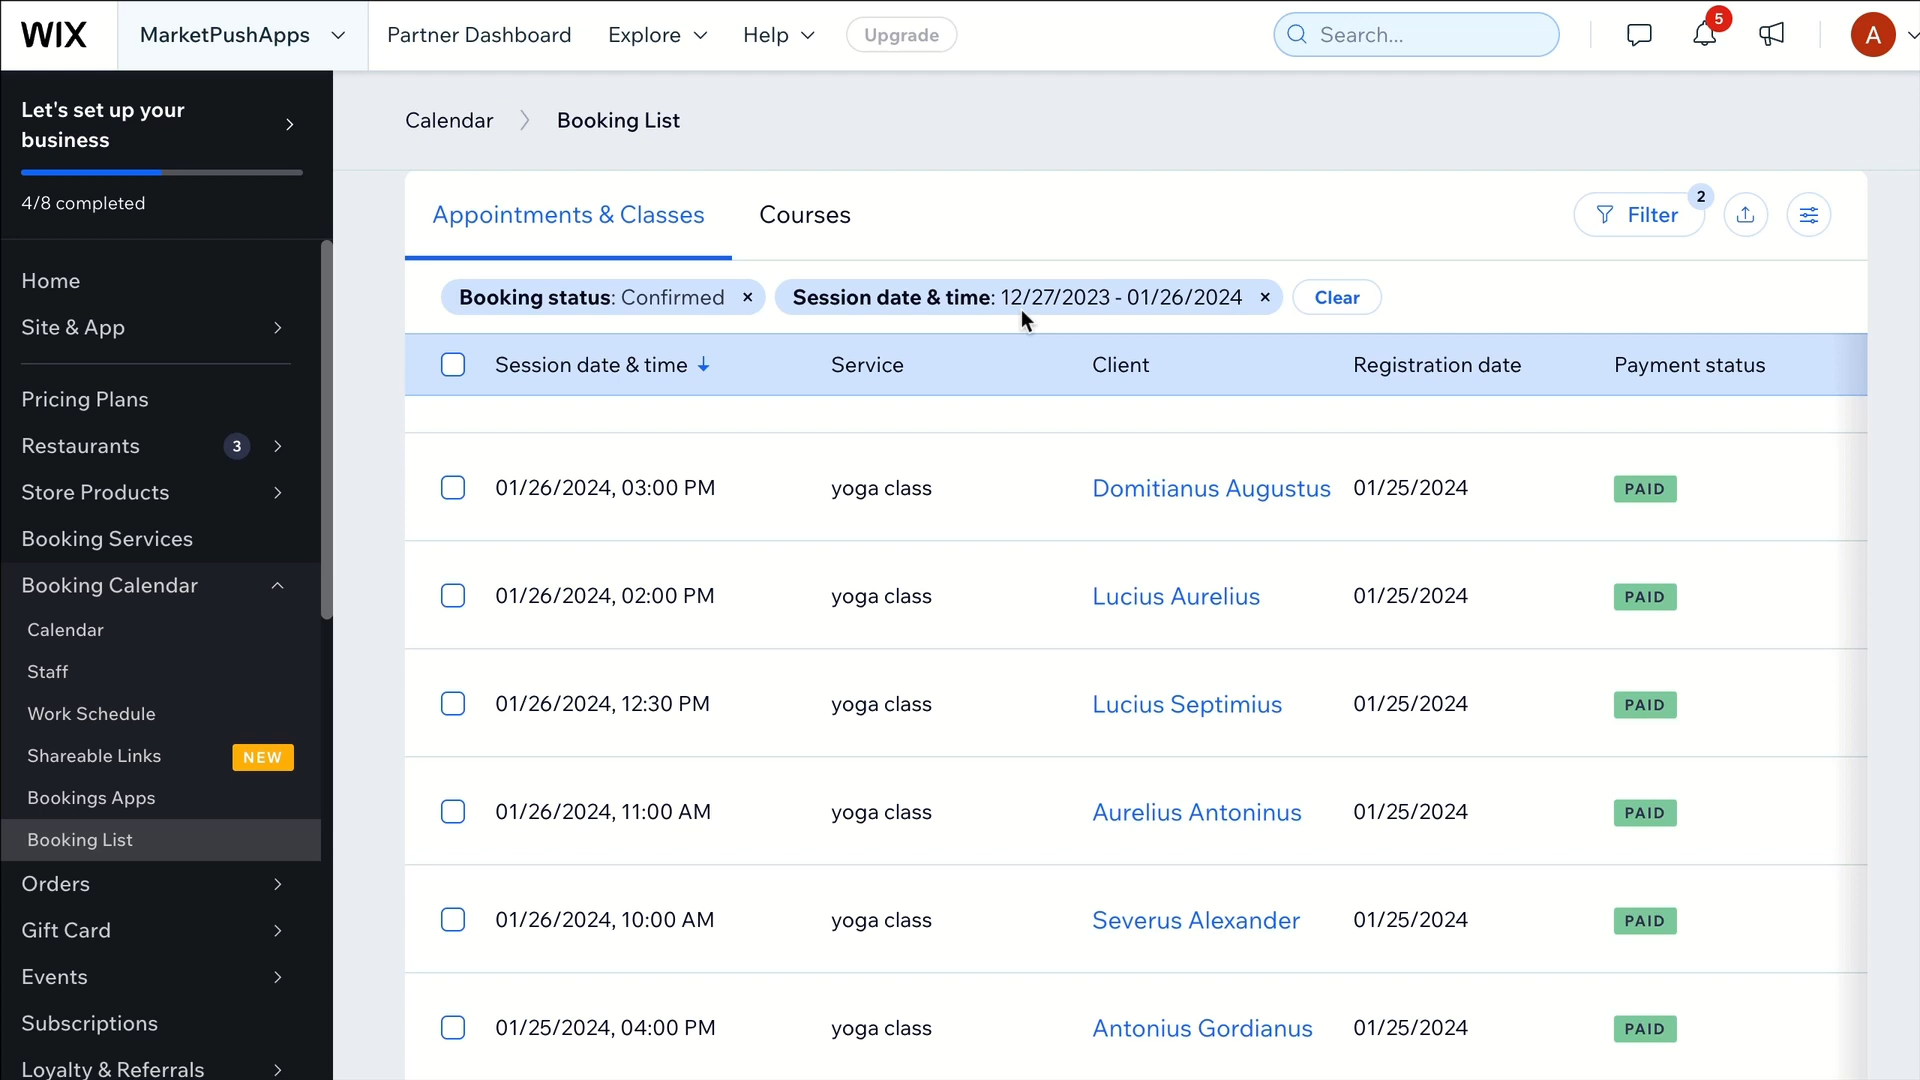 WIX
MarketPushApps
Partner Dashboard
Explore
Help
Upgrade
Search...
5
A
Let's set up your
business
4/8 completed
Home
Site & App
Pricing Plans
Restaurants 3
Store Products
Booking Services
Booking Calendar
Calendar
Staff
Work Schedule
Shareable Links NEW
Bookings Apps
Booking List
Orders
Gift Card
Events
Subscriptions
Loyalty & Referrals
Calendar Booking List
Appointments & Classes Courses
Filter 2
Booking status: Confirmed × Session date & time: 12/27/2023 - 01/26/2024 × Clear
Session date & time ↓ Service Client Registration date Payment status
01/26/2024, 03:00 PM yoga class Domitianus Augustus 01/25/2024 PAID
01/26/2024, 02:00 PM yoga class Lucius Aurelius 01/25/2024 PAID
01/26/2024, 12:30 PM yoga class Lucius Septimius 01/25/2024 PAID
01/26/2024, 11:00 AM yoga class Aurelius Antoninus 01/25/2024 PAID
01/26/2024, 10:00 AM yoga class Severus Alexander 01/25/2024 PAID
01/25/2024, 04:00 PM yoga class Antonius Gordianus 01/25/2024 PAID